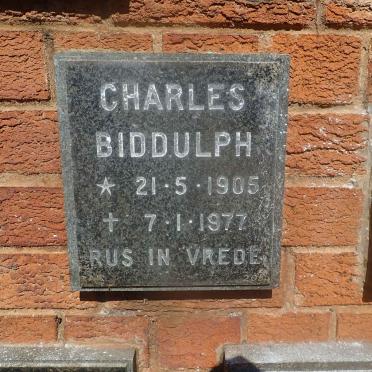 CHARLES
BIDDULPH
* 21·5·1905
† 7·1·1977
RUS IN VREDE